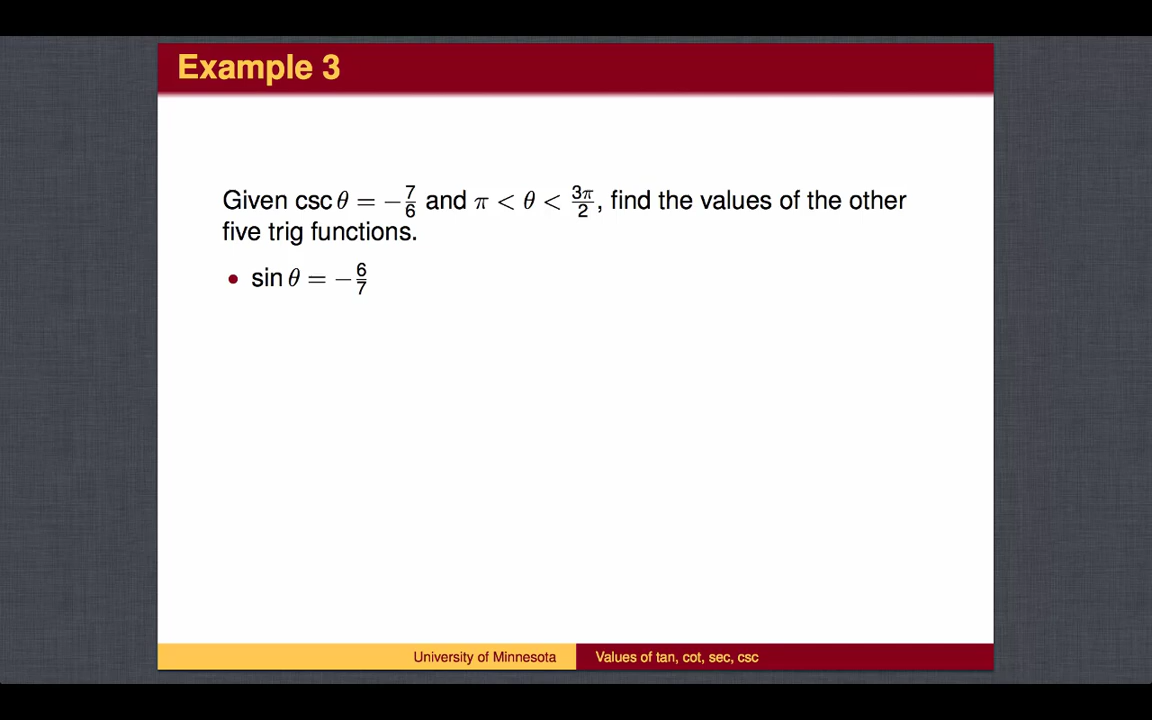 Example 3
Given csc θ = −7/6 and π < θ < 3π/2, find the values of the other
five trig functions.
• sin θ = −6/7
University of Minnesota
Values of tan, cot, sec, csc